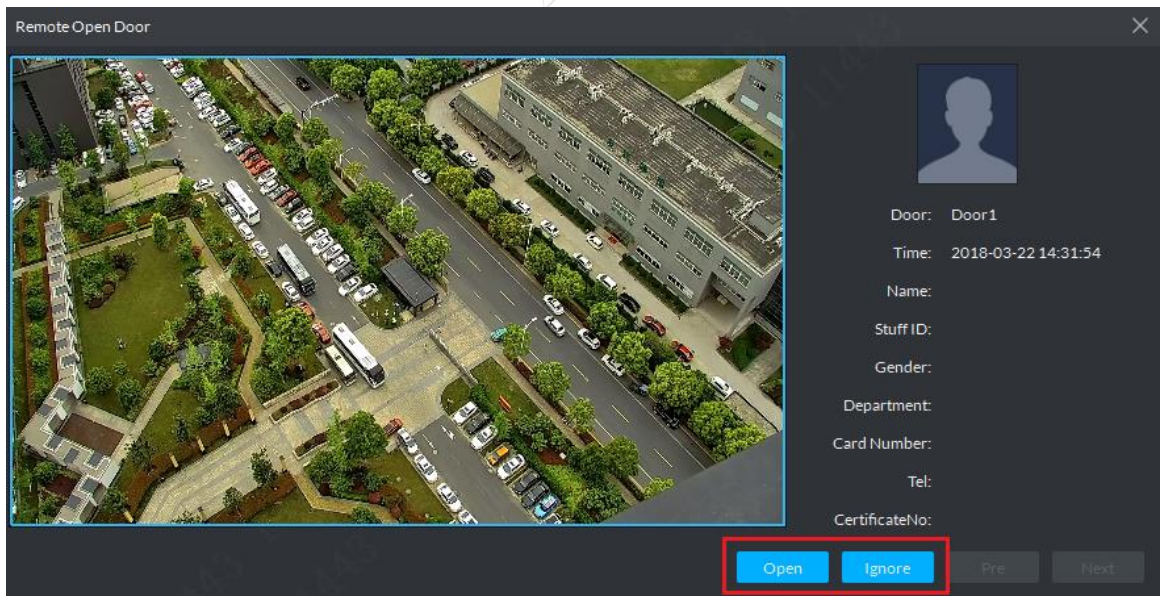 Remote Open Door
Door: Door1
Time: 2018-03-22 14:31:54
Name:
Stuff ID:
Gender:
Department:
Card Number:
Tel:
CertificateNo:
Open Ignore Pre Next